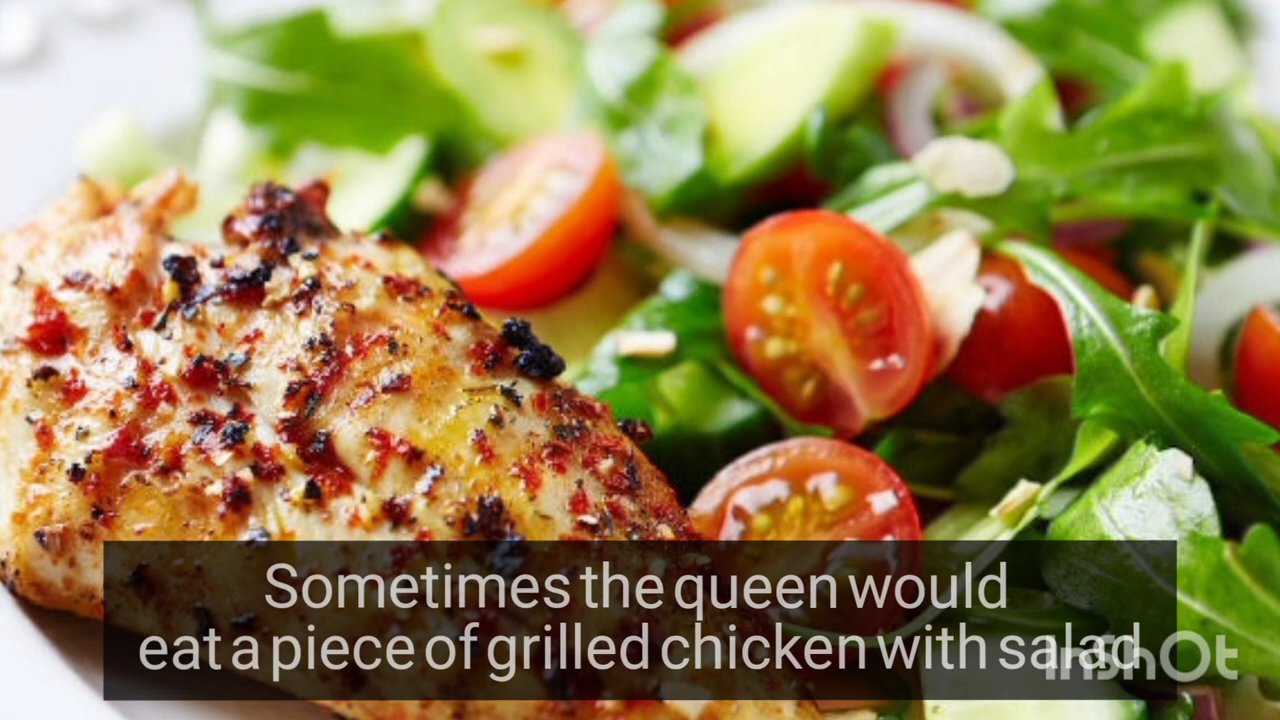 Sometimes the queen would
eat a piece of grilled chicken with salad
InShOt